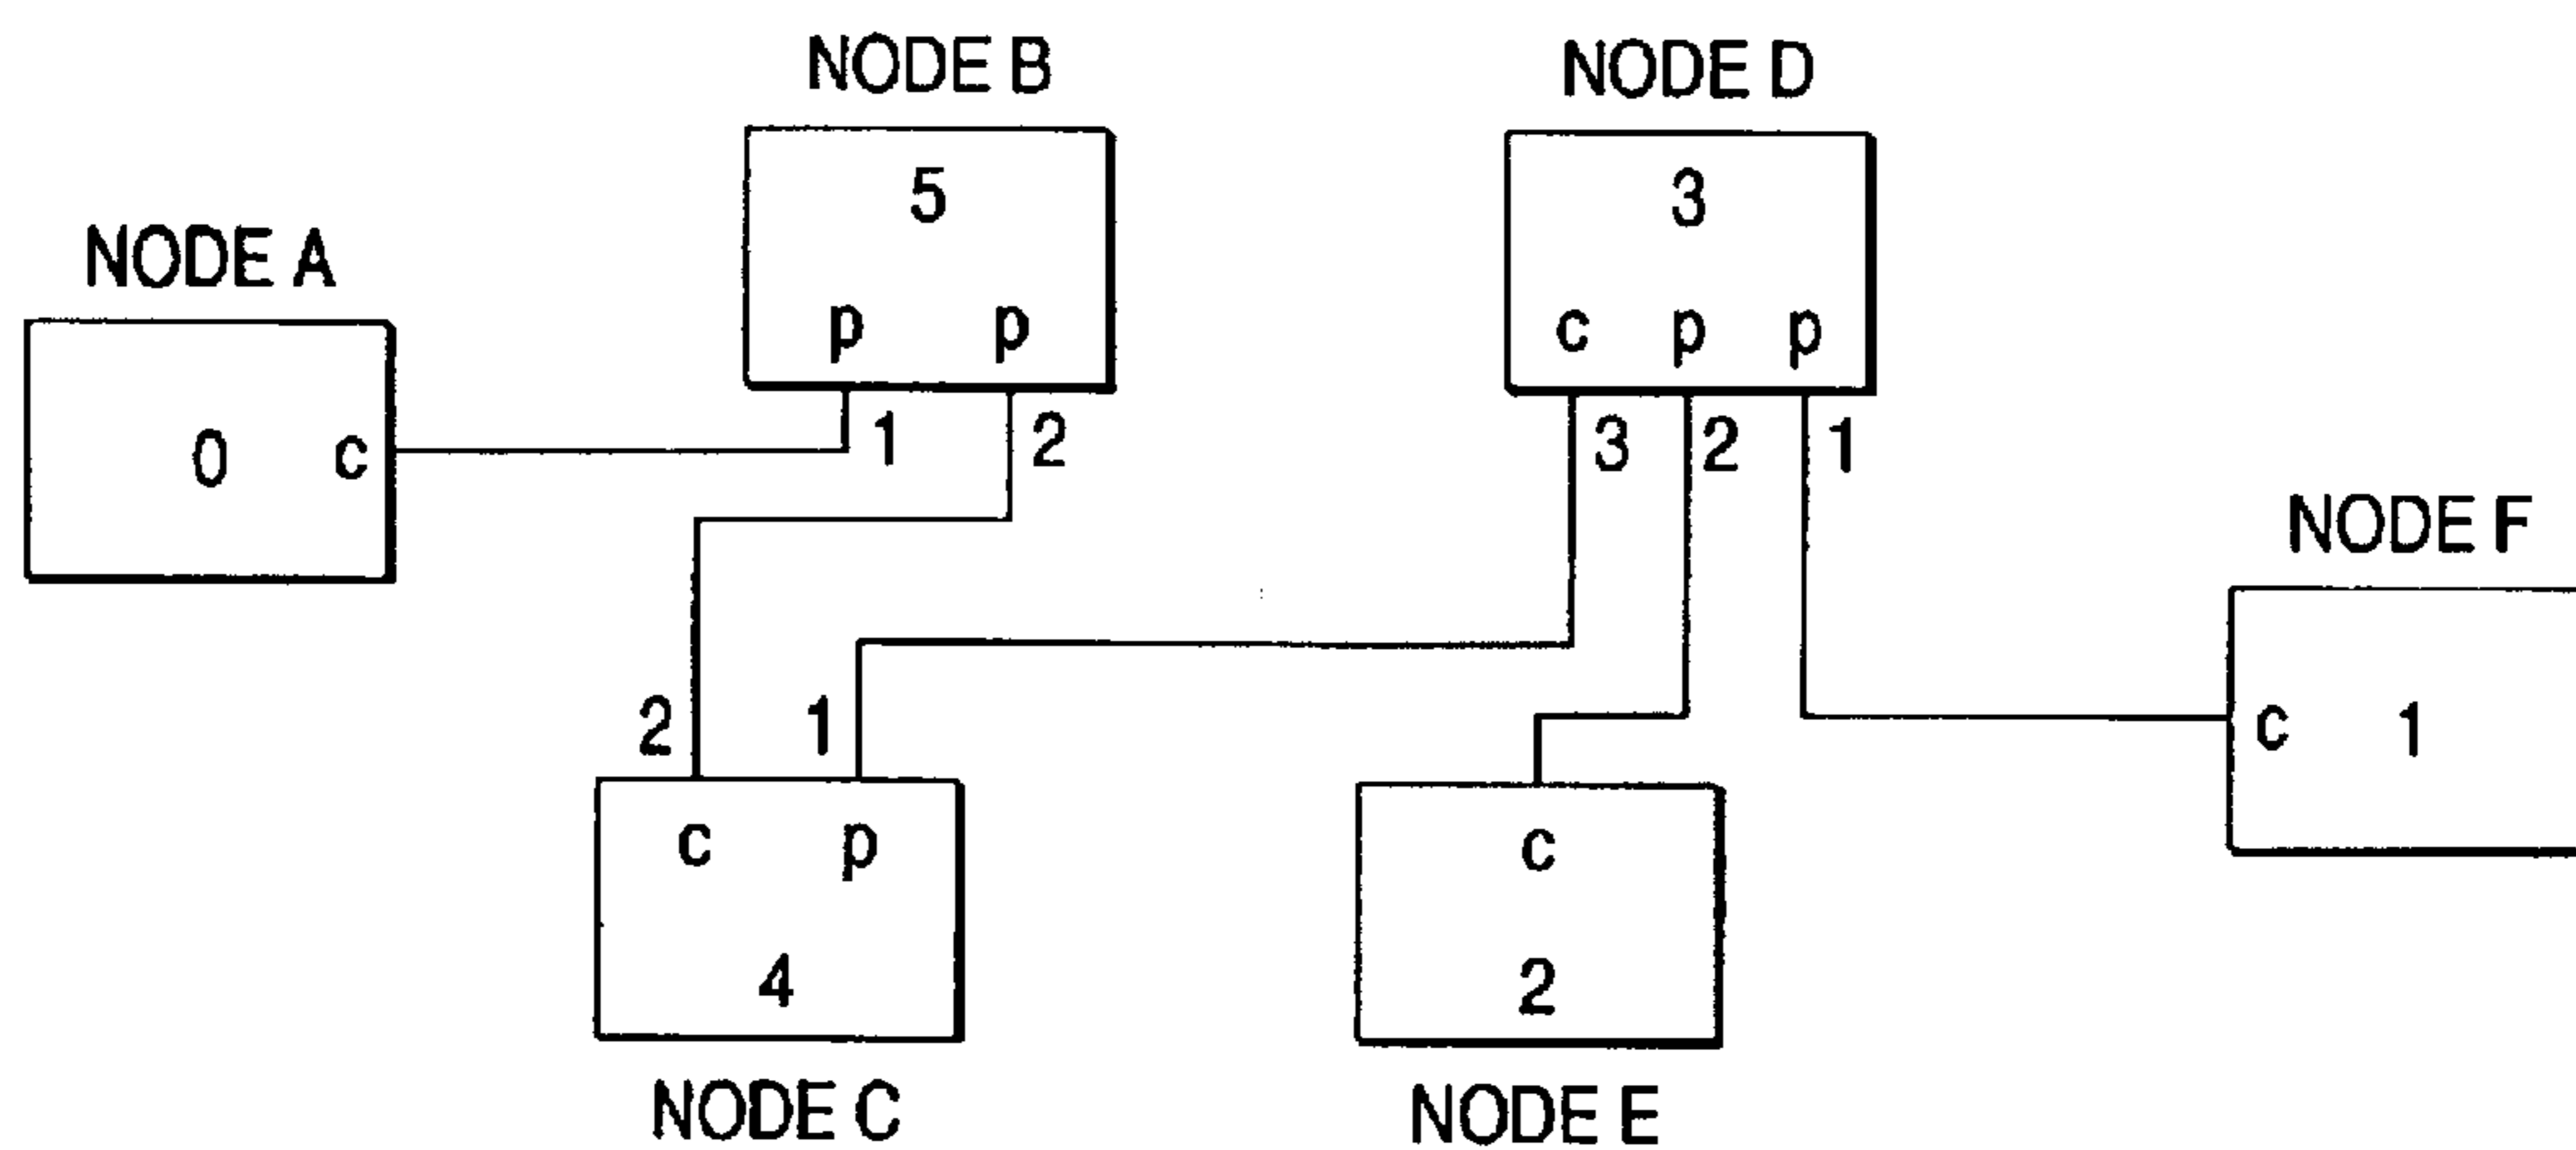 NODE B
NODE D
5
3
NODE A
p p
c p p
0 c
1 2
3 2 1
NODE F
2 1
c 1
c p
c
4
2
NODE C
NODE E